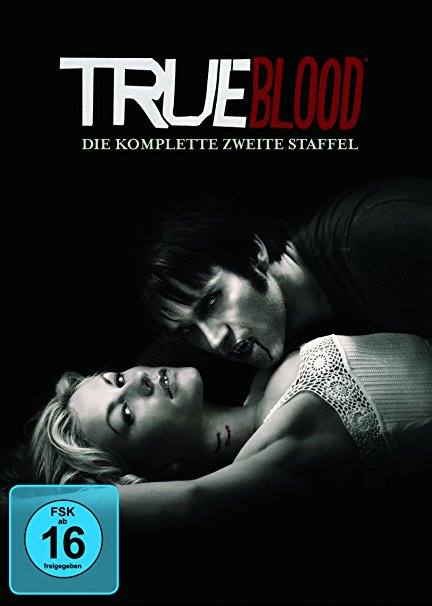 TRUEBLOOD
DIE KOMPLETTE ZWEITE STAFFEL
FSK
ab
16
freigegeben